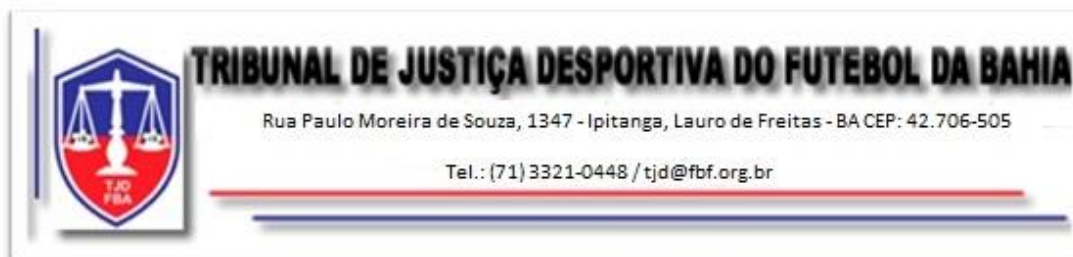 TRIBUNAL DE JUSTIÇA DESPORTIVA DO FUTEBOL DA BAHIA
Rua Paulo Moreira de Souza, 1347 - Ipitanga, Lauro de Freitas - BA CEP: 42.706-505
Tel.: (71) 3321-0448 / tjd@fbf.org.br
TJD
FBA